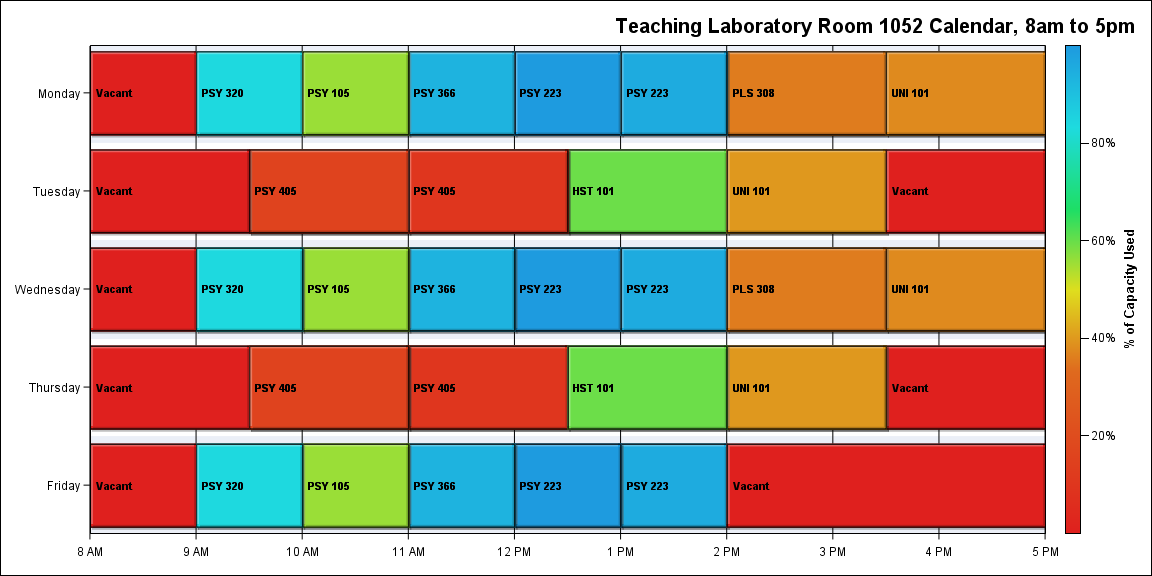 Teaching Laboratory Room 1052 Calendar, 8am to 5pm
Monday
Vacant
PSY 320
PSY 105
PSY 366
PSY 223
PSY 223
PLS 308
UNI 101
Tuesday
Vacant
PSY 405
PSY 405
HST 101
UNI 101
Vacant
Wednesday
Vacant
PSY 320
PSY 105
PSY 366
PSY 223
PSY 223
PLS 308
UNI 101
Thursday
Vacant
PSY 405
PSY 405
HST 101
UNI 101
Vacant
Friday
Vacant
PSY 320
PSY 105
PSY 366
PSY 223
PSY 223
Vacant
8 AM
9 AM
10 AM
11 AM
12 PM
1 PM
2 PM
3 PM
4 PM
5 PM
80%
60%
40%
20%
% of Capacity Used